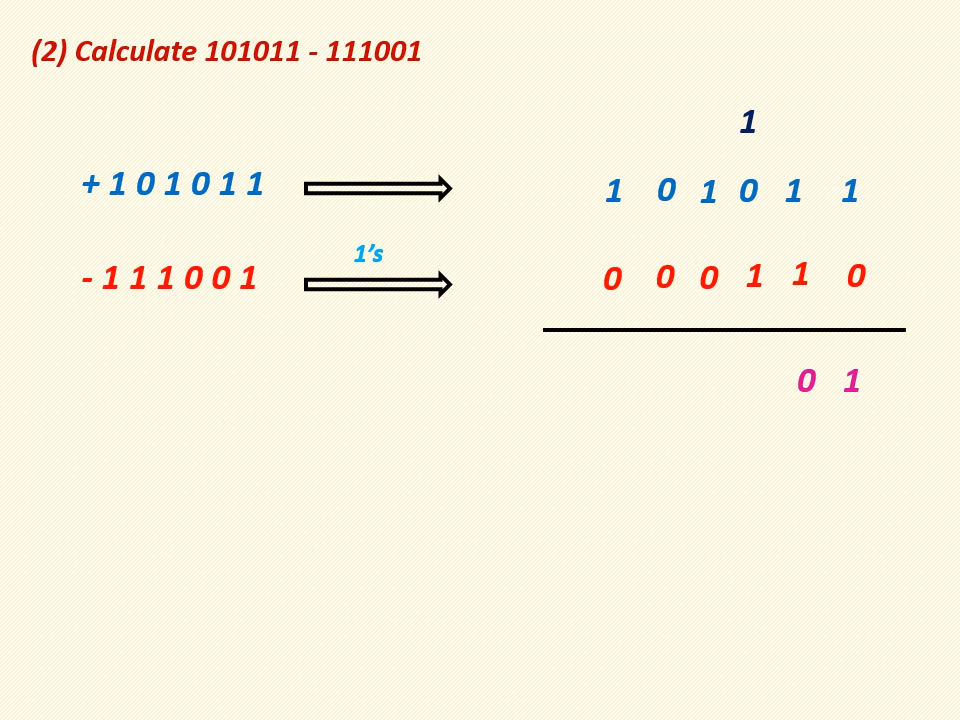 (2) Calculate 101011 - 111001
1
+ 1 0 1 0 1 1 1 0 1 0 1 1
1’s
- 1 1 1 0 0 1 0 0 0 1 1 0
0 1